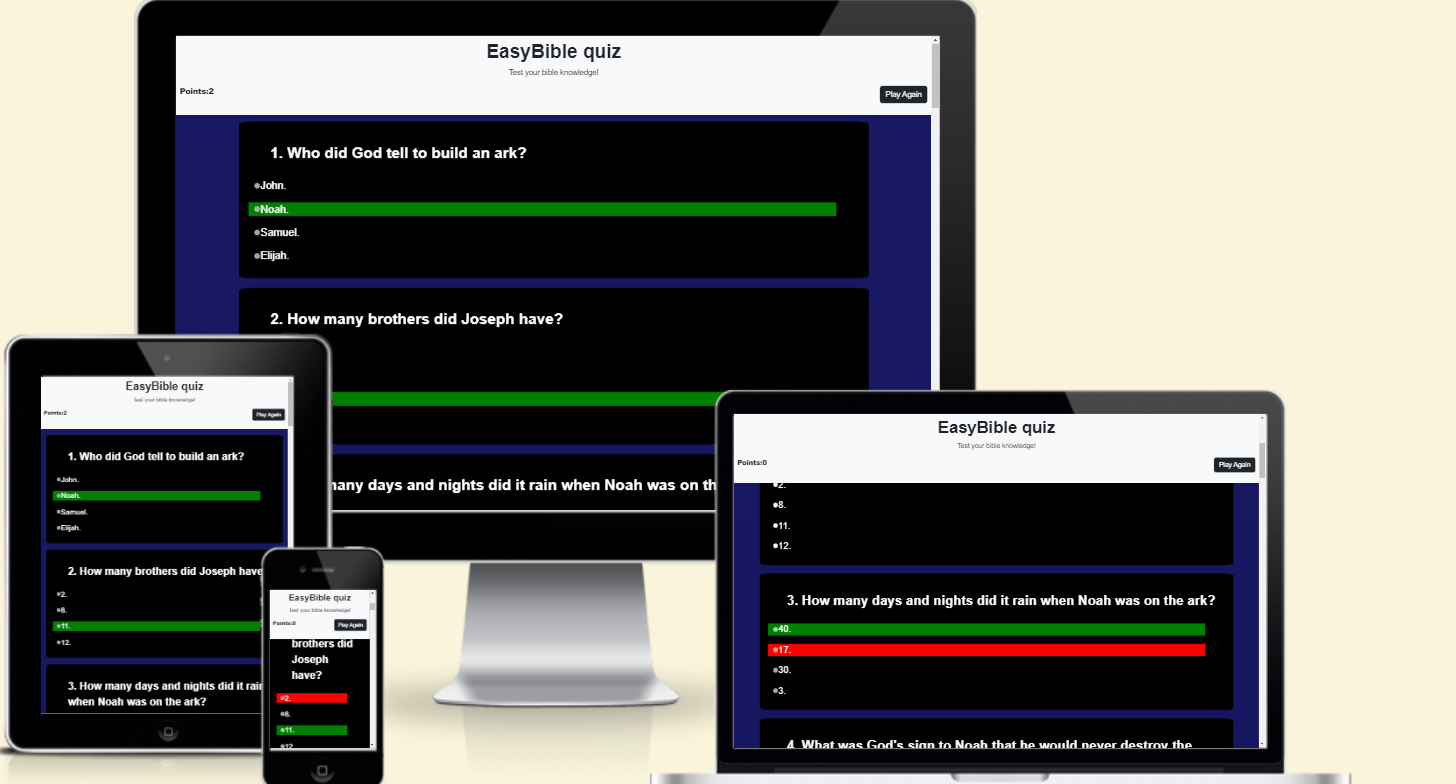 EasyBible quiz
Test your bible knowledge!
Points:2
Play Again
1. Who did God tell to build an ark?
John.
Noah.
Samuel.
Elijah.
2. How many brothers did Joseph have?
many days and nights did it rain when Noah was on th
EasyBible quiz
Test your bible knowledge!
Points:2
Play Again
1. Who did God tell to build an ark?
John.
Noah.
Samuel.
Elijah.
2. How many brothers did Joseph have
2.
8.
11.
12.
3. How many days and nights did it rain
when Noah was on the ark?
EasyBible quiz
Test your bible knowledge!
Points:0
Play Again
brothers did
Joseph
have?
2.
8.
11.
12
EasyBible quiz
Test your bible knowledge!
Points:0
Play Again
2.
8.
11.
12.
3. How many days and nights did it rain when Noah was on the ark?
40.
17.
30.
3.
4. What was God's sign to Noah that he would never destroy the